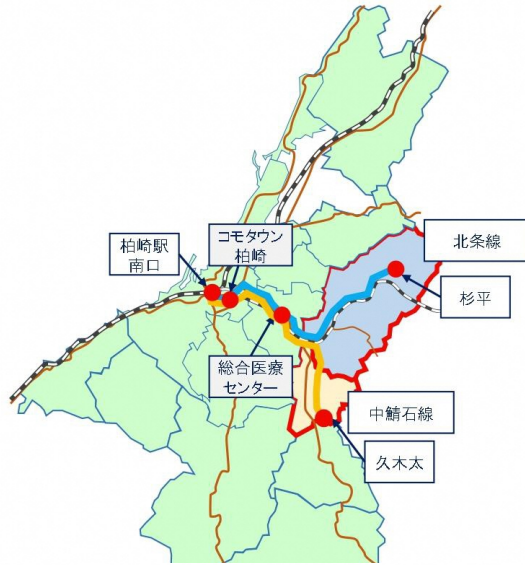 コモタウン
柏崎
柏崎駅
南口
北条線
杉平
総合医療
センター
中鯖石線
久木太